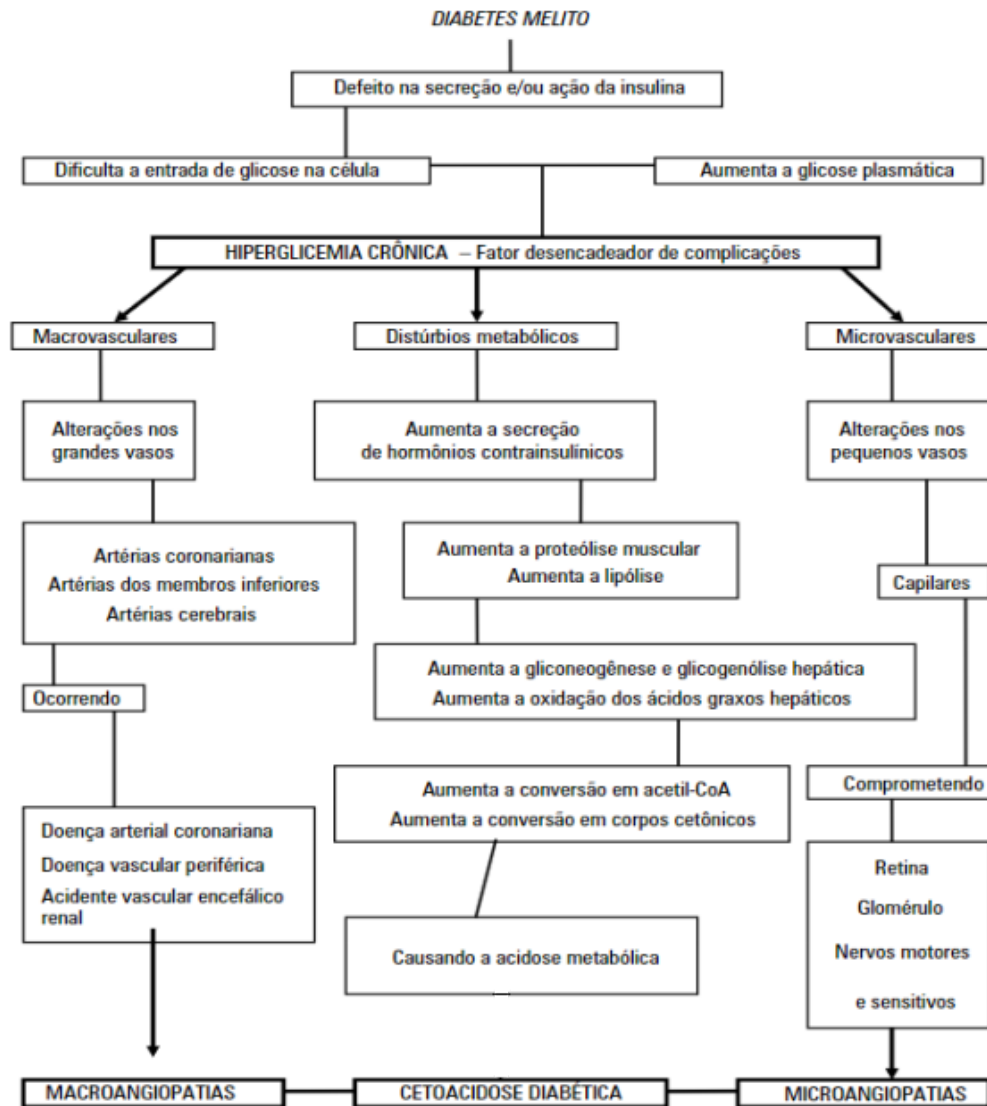 DIABETES MELITO
Defeito na secreção e/ou ação da insulina
Dificulta a entrada de glicose na célula
Aumenta a glicose plasmática
HIPERGLICEMIA CRÔNICA – Fator desencadeador de complicações
Macrovasculares
Distúrbios metabólicos
Microvasculares
Alterações nos
grandes vasos
Aumenta a secreção
de hormônios contrainsulínicos
Alterações nos
pequenos vasos
Artérias coronarianas
Artérias dos membros inferiores
Artérias cerebrais
Aumenta a proteólise muscular
Aumenta a lipólise
Capilares
Ocorrendo
Aumenta a gliconeogênese e glicogenólise hepática
Aumenta a oxidação dos ácidos graxos hepáticos
Aumenta a conversão em acetil-CoA
Aumenta a conversão em corpos cetônicos
Comprometendo
Doença arterial coronariana
Doença vascular periférica
Acidente vascular encefálico
renal
Causando a acidose metabólica
Retina
Glomérulo
Nervos motores
e sensitivos
MACROANGIOPATIAS
CETOACIDOSE DIABÉTICA
MICROANGIOPATIAS